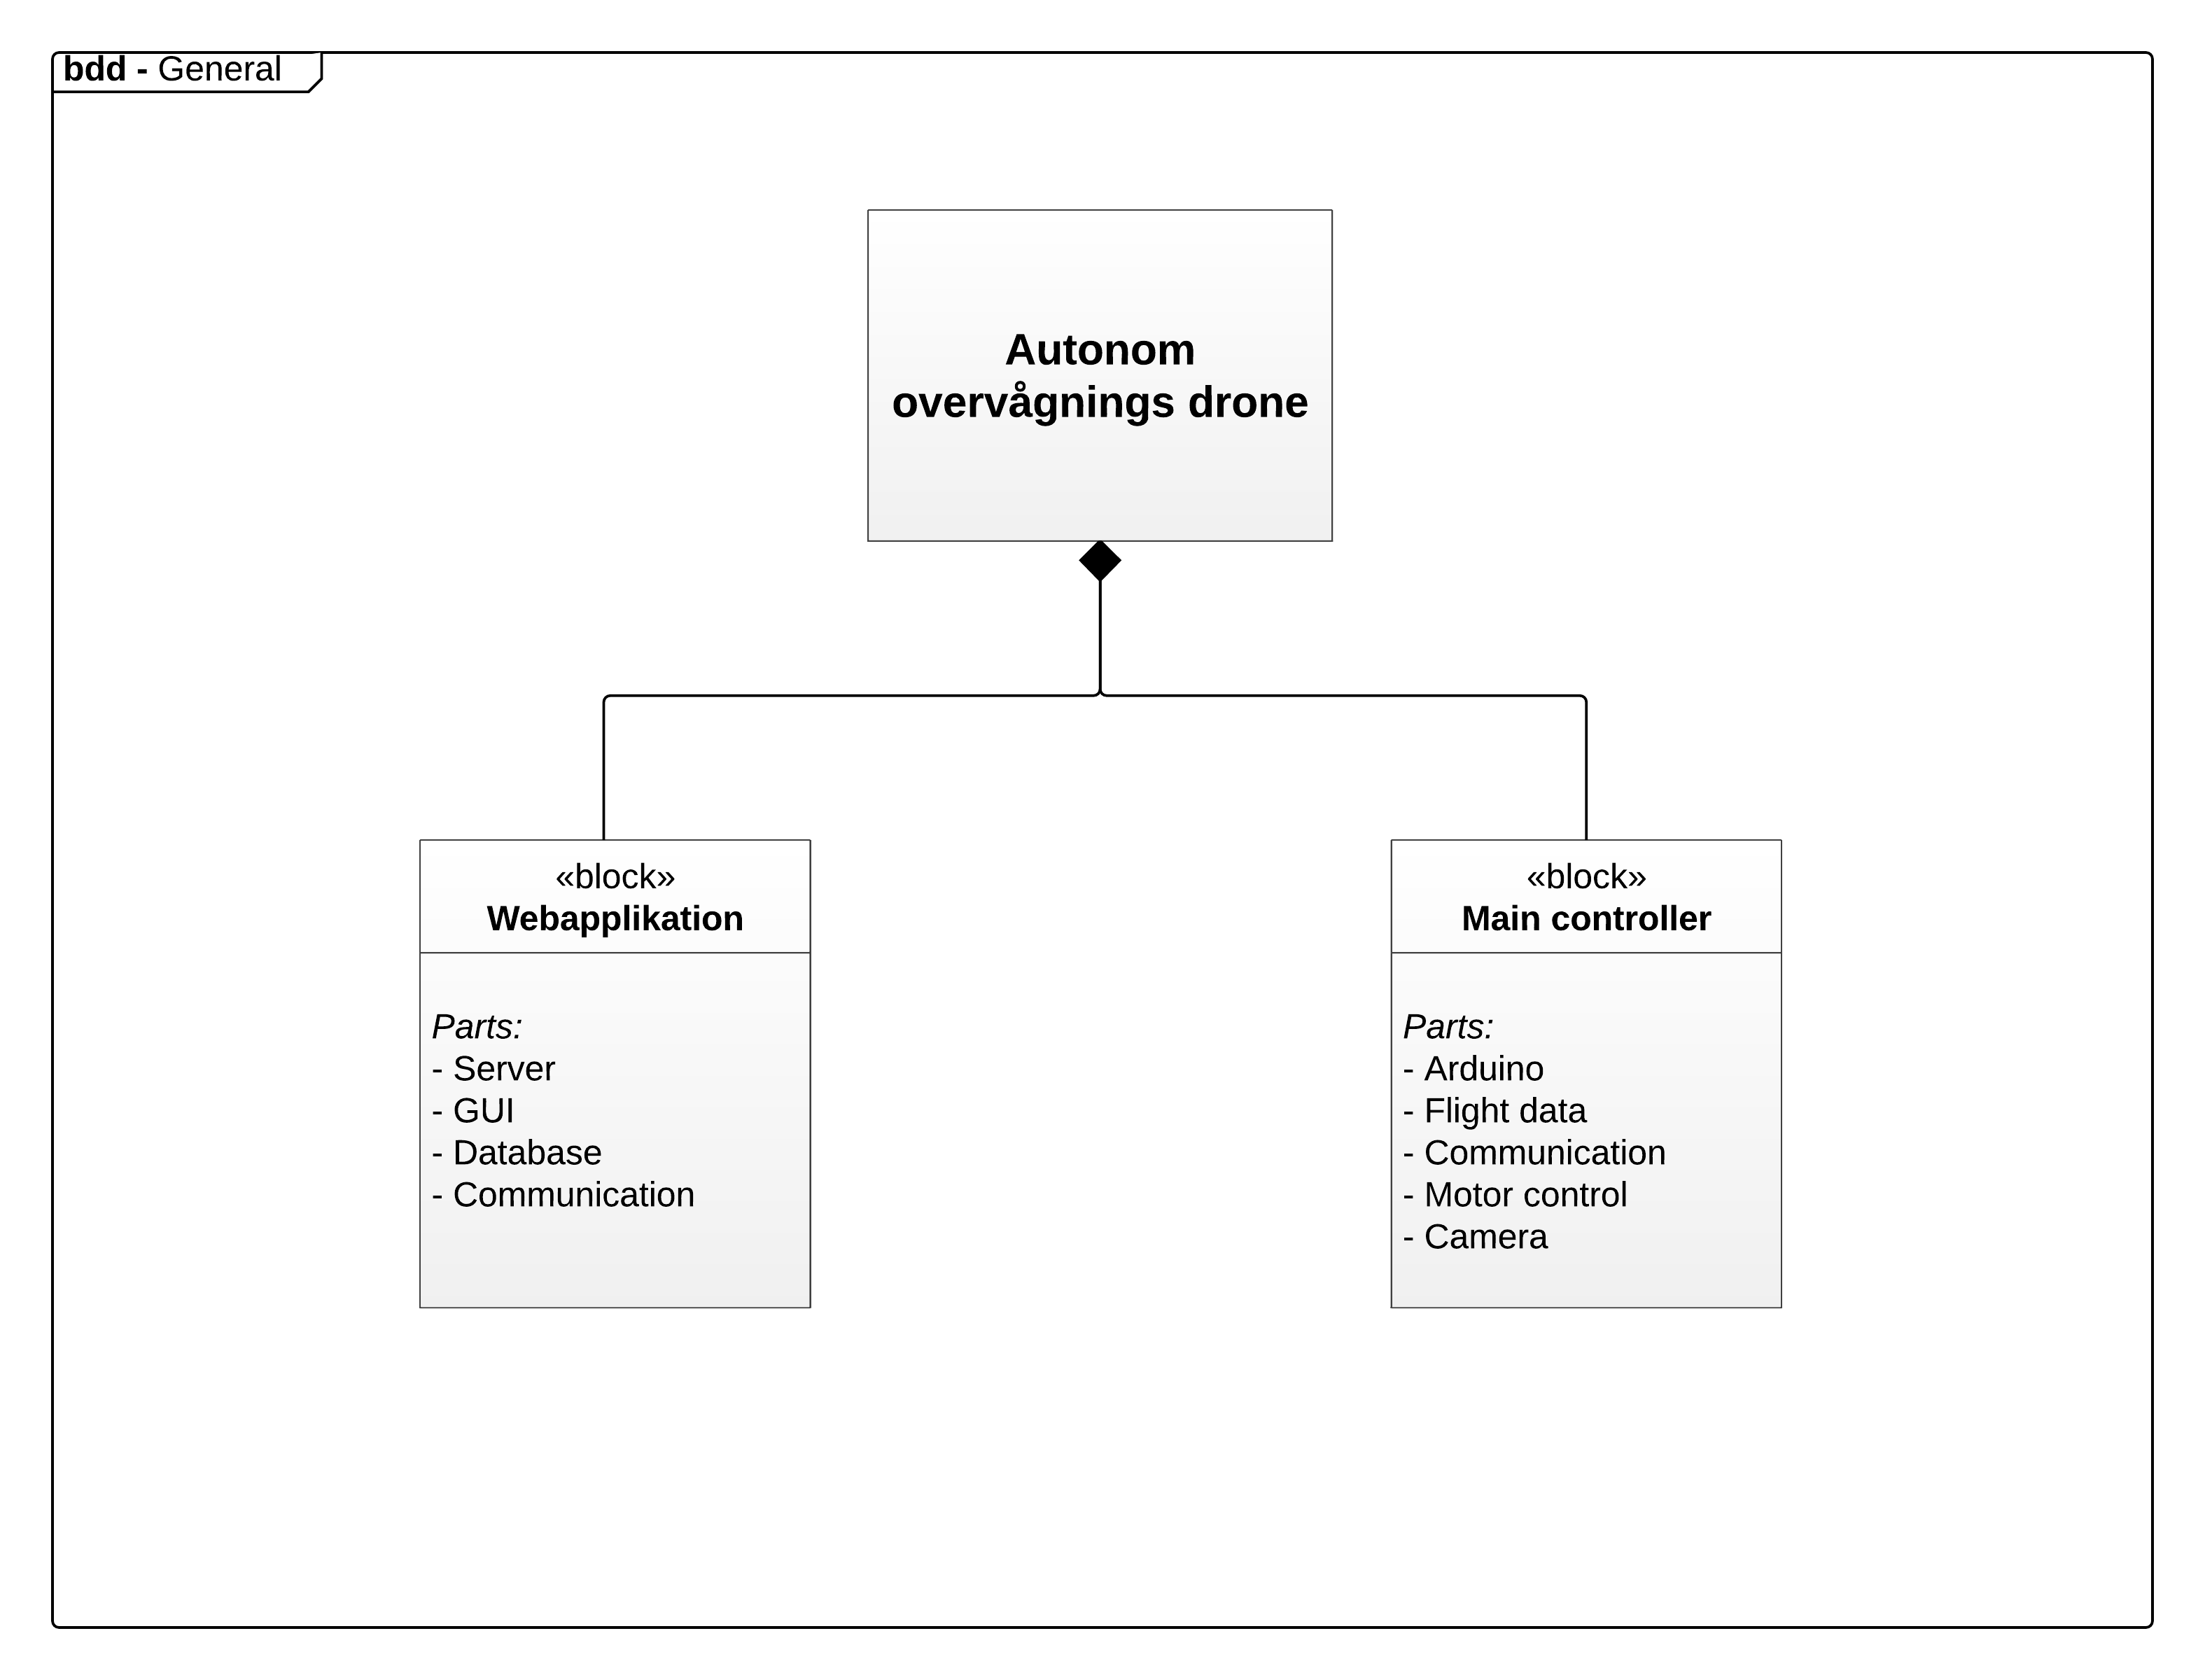 bdd - General
Autonom
overvågnings drone
«block»
Webapplikation
Parts:
- Server
- GUI
- Database
- Communication
«block»
Main controller
Parts:
- Arduino
- Flight data
- Communication
- Motor control
- Camera